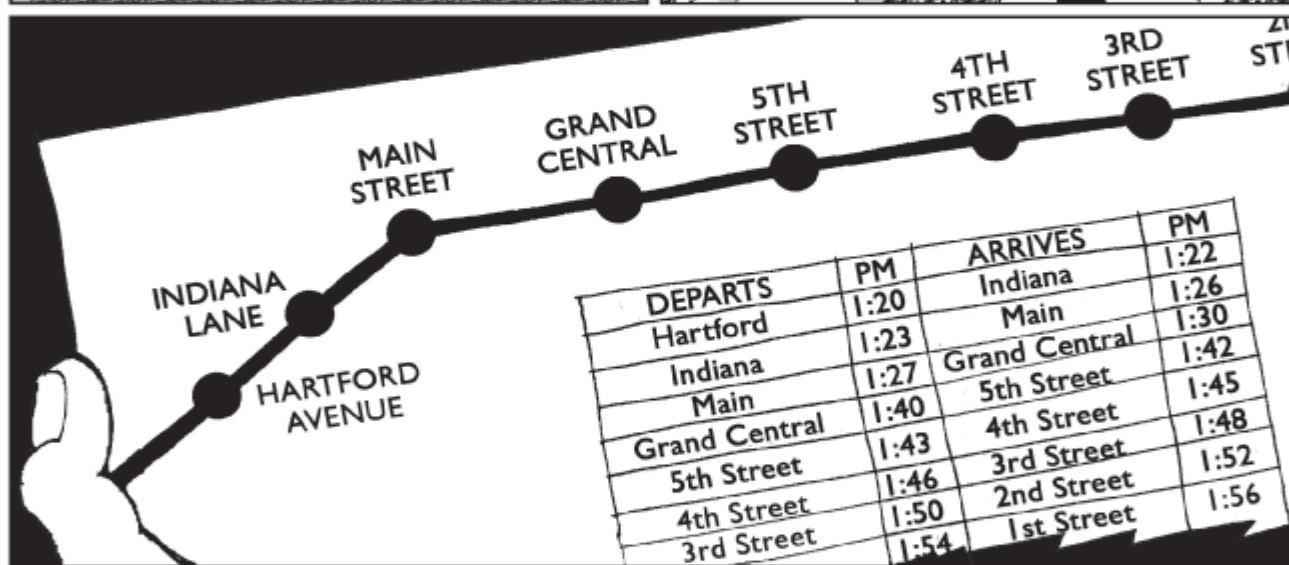 MAIN
STREET
GRAND
CENTRAL
5TH
STREET
4TH
STREET
3RD
STREET
INDIANA
LANE
HARTFORD
AVENUE
DEPARTS PM ARRIVES PM
Hartford 1:20 Indiana 1:22
Indiana 1:23 Main 1:26
Main 1:27 Grand Central 1:30
Grand Central 1:40 5th Street 1:42
5th Street 1:43 4th Street 1:45
4th Street 1:46 3rd Street 1:48
3rd Street 1:50 2nd Street 1:52
1:54 1st Street 1:56